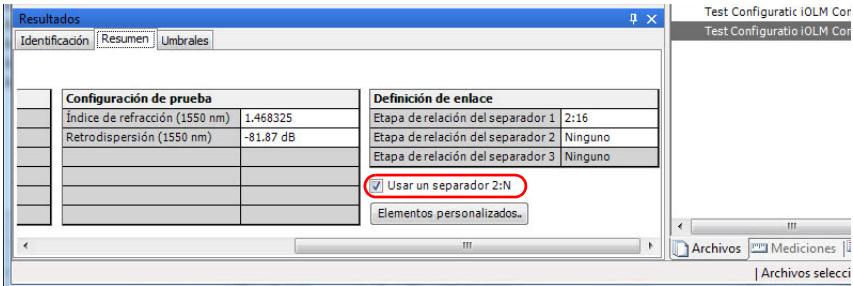 Resultados
Identificación Resumen Umbrales
Configuración de prueba
Índice de refracción (1550 nm) 1.468325
Retrodispersión (1550 nm) -81.87 dB
Definición de enlace
Etapa de relación del separador 1 2:16
Etapa de relación del separador 2 Ninguno
Etapa de relación del separador 3 Ninguno
Usar un separador 2:N
Elementos personalizados..
Test Configuratic iOLM Cor
Test Configuratio iOLM Cor
Archivos Mediciones
Archivos selecci